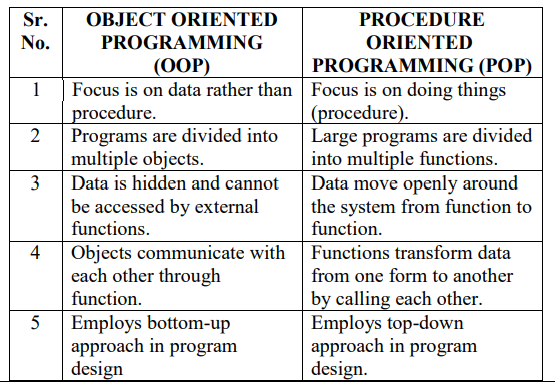 Sr. OBJECT ORIENTED PROCEDURE
No. PROGRAMMING ORIENTED
(OOP) PROGRAMMING (POP)
1 Focus is on data rather than Focus is on doing things
procedure. (procedure).
2 Programs are divided into Large programs are divided
multiple objects. into multiple functions.
3 Data is hidden and cannot Data move openly around
be accessed by external the system from function to
functions. function.
4 Objects communicate with Functions transform data
each other through from one form to another
function. by calling each other.
5 Employs bottom-up Employs top-down
approach in program approach in program
design design.